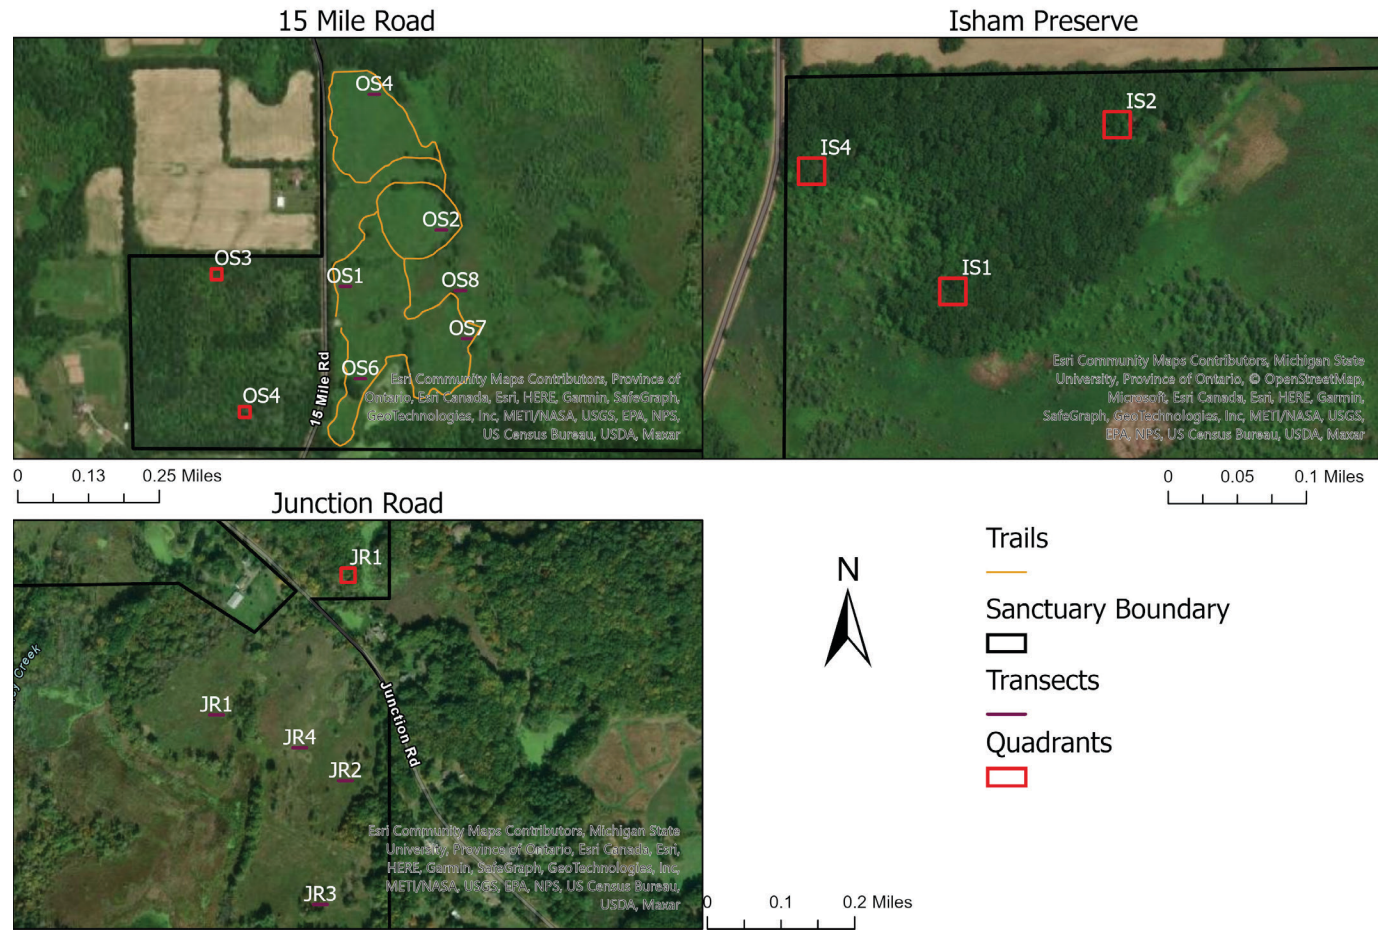 15 Mile Road
Isham Preserve
OS4
OS2
OS3
OS1
OS8
OS7
OS6
OS4
15 Mile Rd
Esri Community Maps Contributors, Province of
Ontario, Esri Canada, Esri, HERE, Garmin, SafeGraph,
GeoTechnologies, Inc, METI/NASA, USGS, EPA, NPS,
US Census Bureau, USDA, Maxar
IS2
IS4
IS1
Esri Community Maps Contributors, Michigan State
University, Province of Ontario, © OpenStreetMap,
Microsoft, Esri Canada, Esri, HERE, Garmin,
SafeGraph, GeoTechnologies, Inc, METI/NASA, USGS,
EPA, NPS, US Census Bureau, USDA, Maxar
0 0.13 0.25 Miles
0 0.05 0.1 Miles
Junction Road
JR1
Creek
JR1
JR4
JR2
JR3
Junction Rd
Esri Community Maps Contributors, Michigan State
University, Province of Ontario, Esri Canada, Esri,
HERE, Garmin, SafeGraph, GeoTechnologies, Inc,
METI/NASA, USGS, EPA, NPS, US Census Bureau,
USDA, Maxar
0 0.1 0.2 Miles
N
Trails
Sanctuary Boundary
Transects
Quadrants